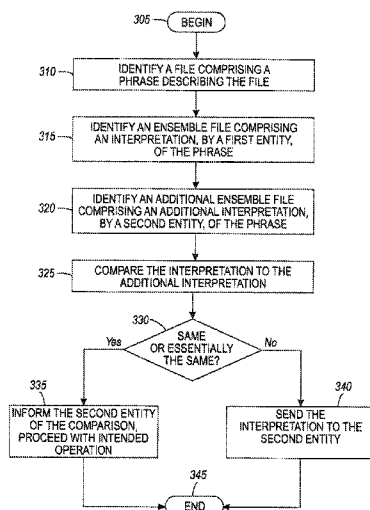 305
BEGIN
310
IDENTIFY A FILE COMPRISING A
PHRASE DESCRIBING THE FILE
315
IDENTIFY AN ENSEMBLE FILE COMPRISING
AN INTERPRETATION, BY A FIRST ENTITY,
OF THE PHRASE
320
IDENTIFY AN ADDITIONAL ENSEMBLE FILE
COMPRISING AN ADDITIONAL INTERPRETATION,
BY A SECOND ENTITY, OF THE PHRASE
325
COMPARE THE INTERPRETATION TO THE
ADDITIONAL INTERPRETATION
330
Yes
SAME
OR ESSENTIALLY
THE SAME?
No
335
INFORM THE SECOND ENTITY
OF THE COMPARISON,
PROCEED WITH INTENDED
OPERATION
340
SEND THE
INTERPRETATION TO THE
SECOND ENTITY
345
END